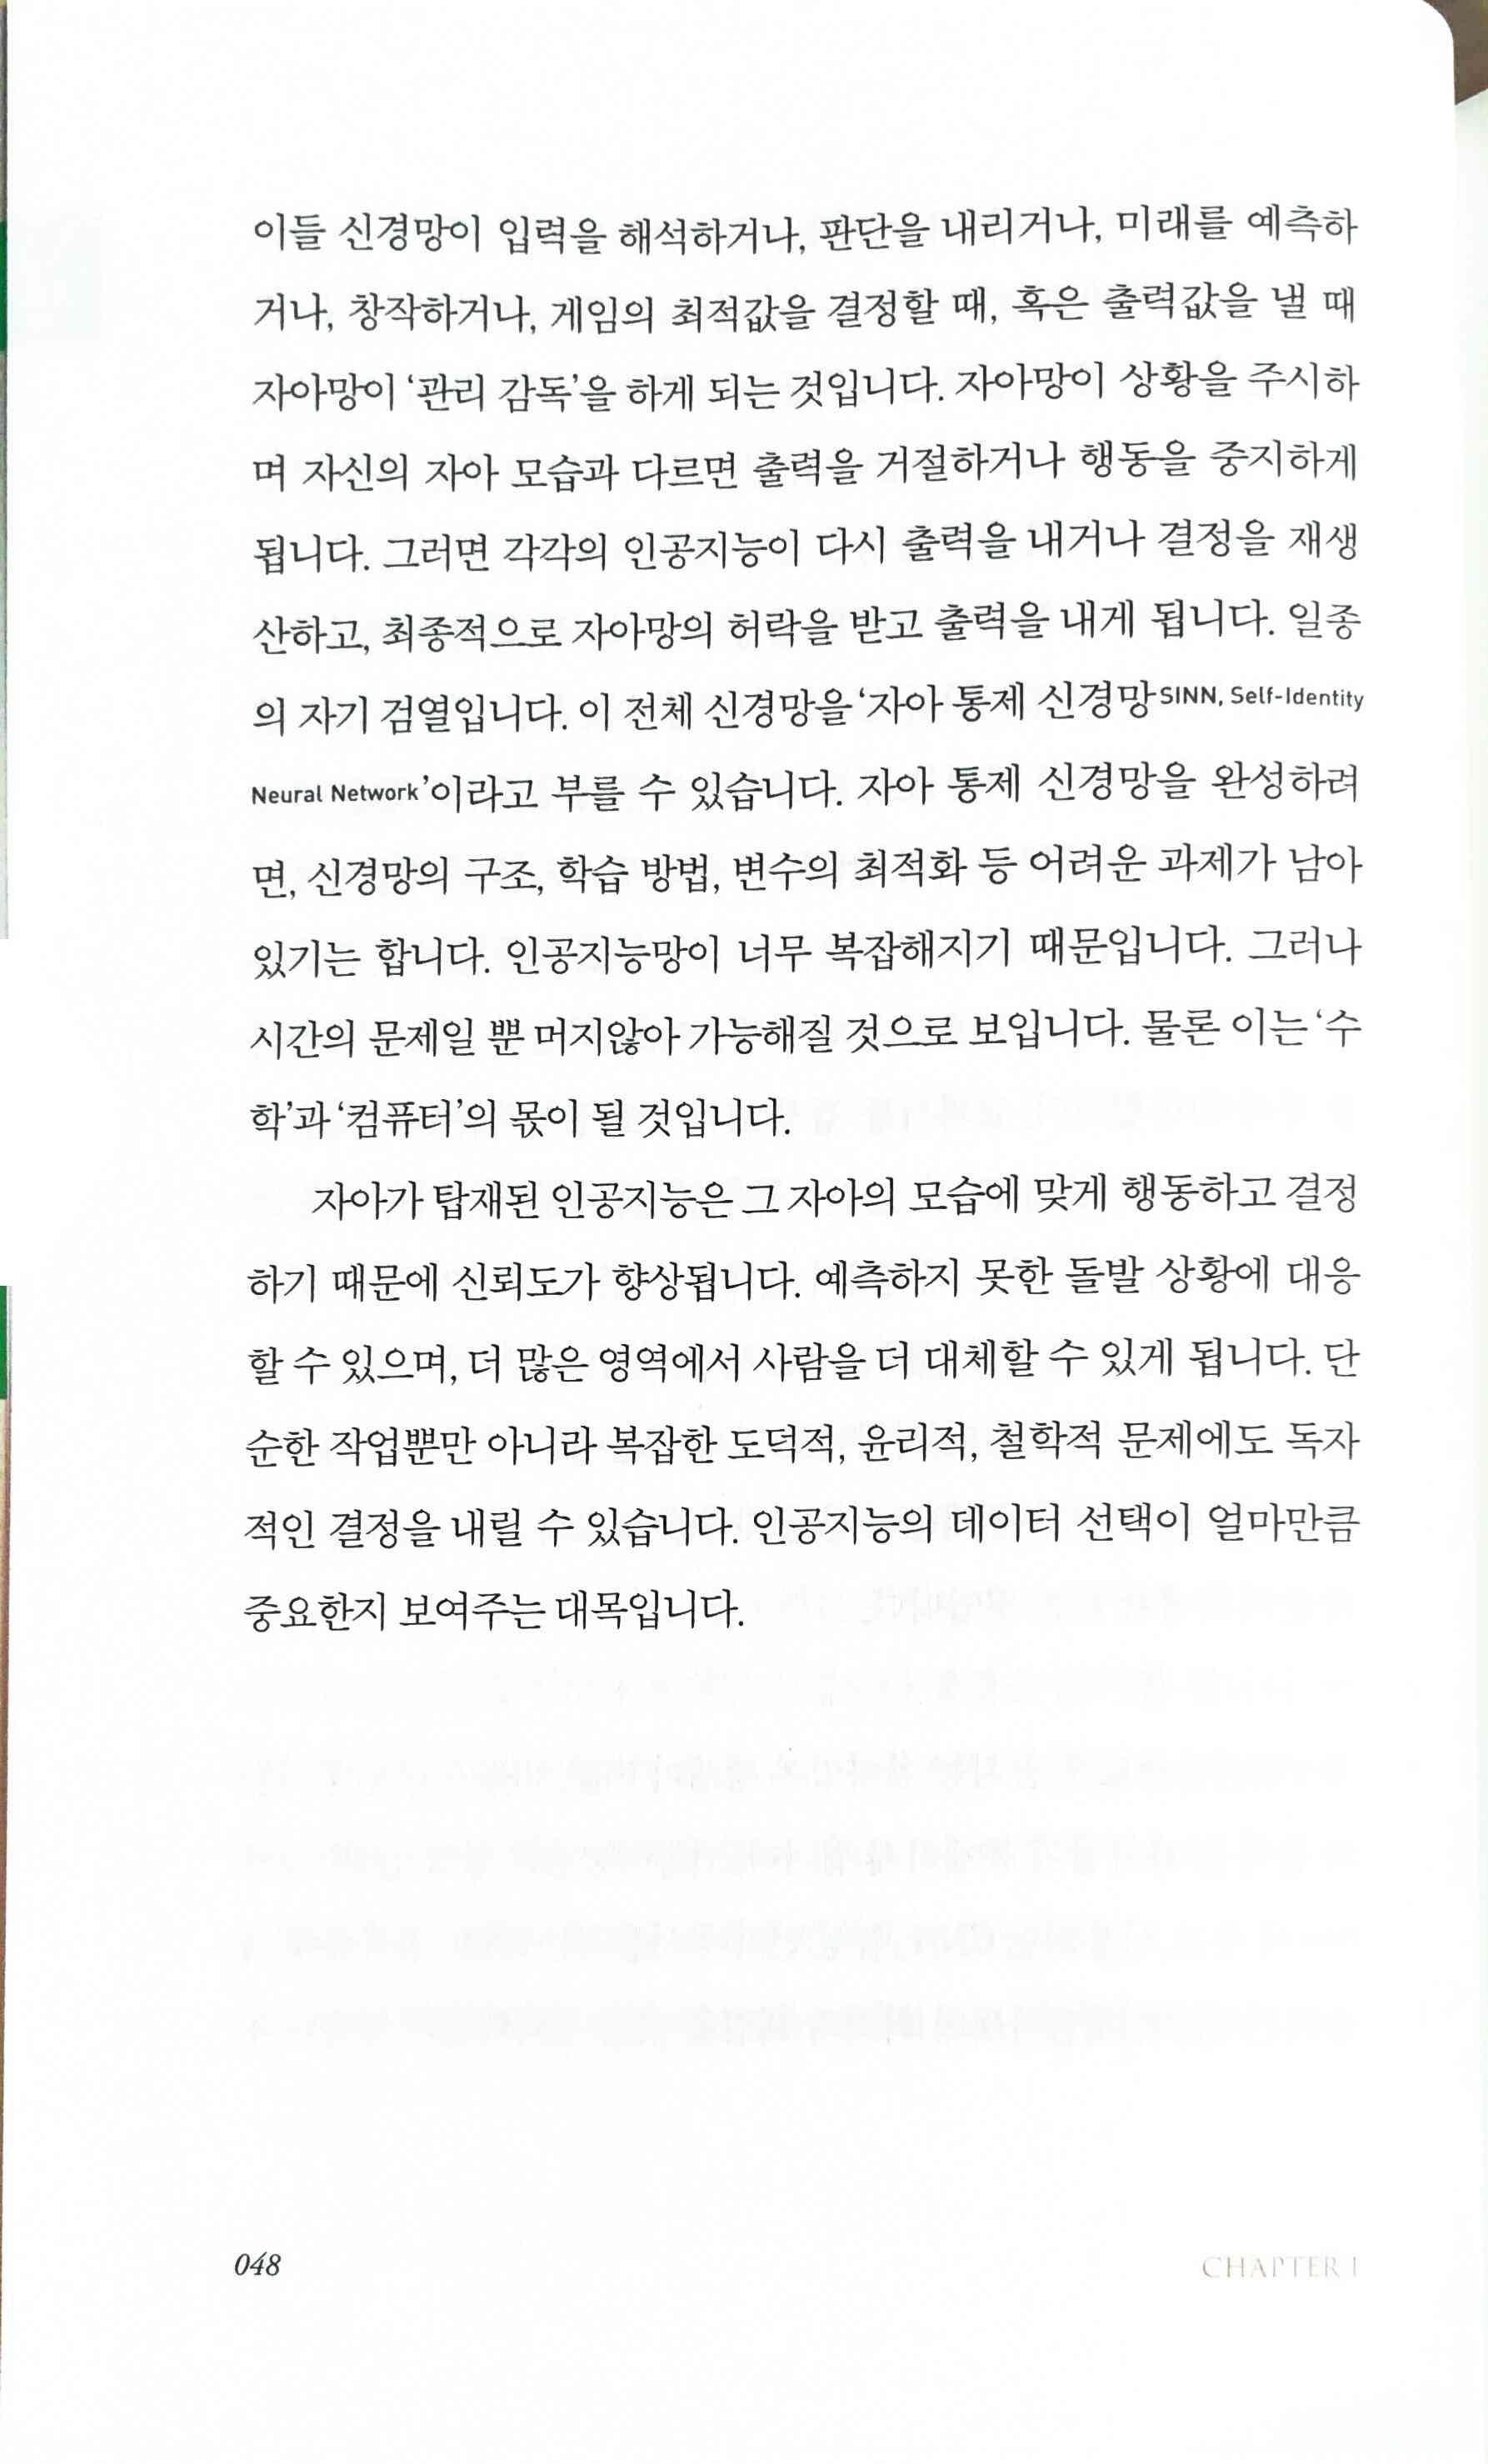 이들 신경망이 입력을 해석하거나, 판단을 내리거나, 미래를 예측하
거나, 창작하거나, 게임의 최적값을 결정할 때, 혹은 출력값을 낼 때
자아망이 ‘관리 감독’을 하게 되는 것입니다. 자아망이 상황을 주시하
며 자신의 자아 모습과 다르면 출력을 거절하거나 행동을 중지하게
됩니다. 그러면 각각의 인공지능이 다시 출력을 내거나 결정을 재생
산하고, 최종적으로 자아망의 허락을 받고 출력을 내게 됩니다. 일종
의 자기 검열입니다. 이 전체 신경망을 ‘자아 통제 신경망SINN, Self-Identity
Neural Network’이라고 부를 수 있습니다. 자아 통제 신경망을 완성하려
면, 신경망의 구조, 학습 방법, 변수의 최적화 등 어려운 과제가 남아
있기는 합니다. 인공지능망이 너무 복잡해지기 때문입니다. 그러나
시간의 문제일 뿐 머지않아 가능해질 것으로 보입니다. 물론 이는 ‘수
학’과 ‘컴퓨터’의 몫이 될 것입니다.
자아가 탑재된 인공지능은 그 자아의 모습에 맞게 행동하고 결정
하기 때문에 신뢰도가 향상됩니다. 예측하지 못한 돌발 상황에 대응
할 수 있으며, 더 많은 영역에서 사람을 더 대체할 수 있게 됩니다. 단
순한 작업뿐만 아니라 복잡한 도덕적, 윤리적, 철학적 문제에도 독자
적인 결정을 내릴 수 있습니다. 인공지능의 데이터 선택이 얼마만큼
중요한지 보여주는 대목입니다.
048
CHAPTER I